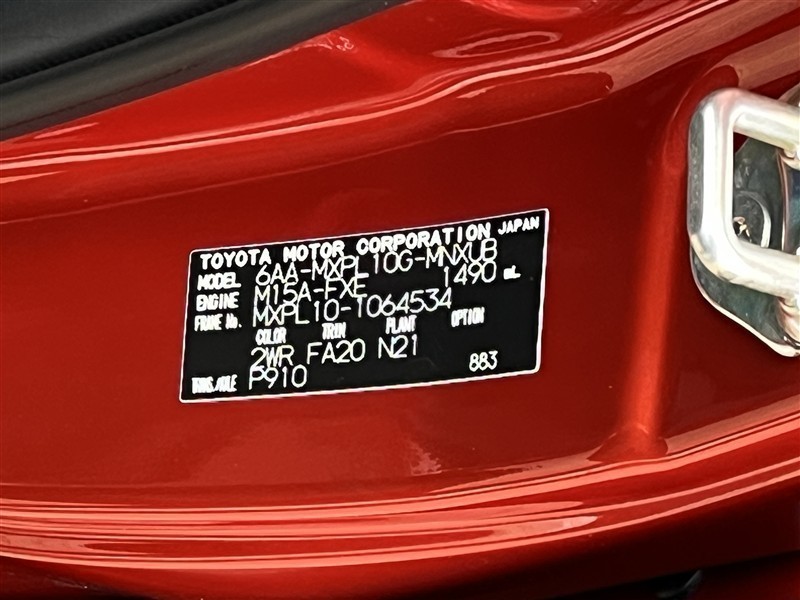 TOYOTA MOTOR CORPORATION JAPAN
MODEL 6AA-MXPL10G-MNXUB
ENGINE M15A-FXE 1490 mL
FRAME No. MXPL10-1064534
COLOR TRIM PLANT OPTION
2WR FA20 N21
TRANS./AXLE P910 883